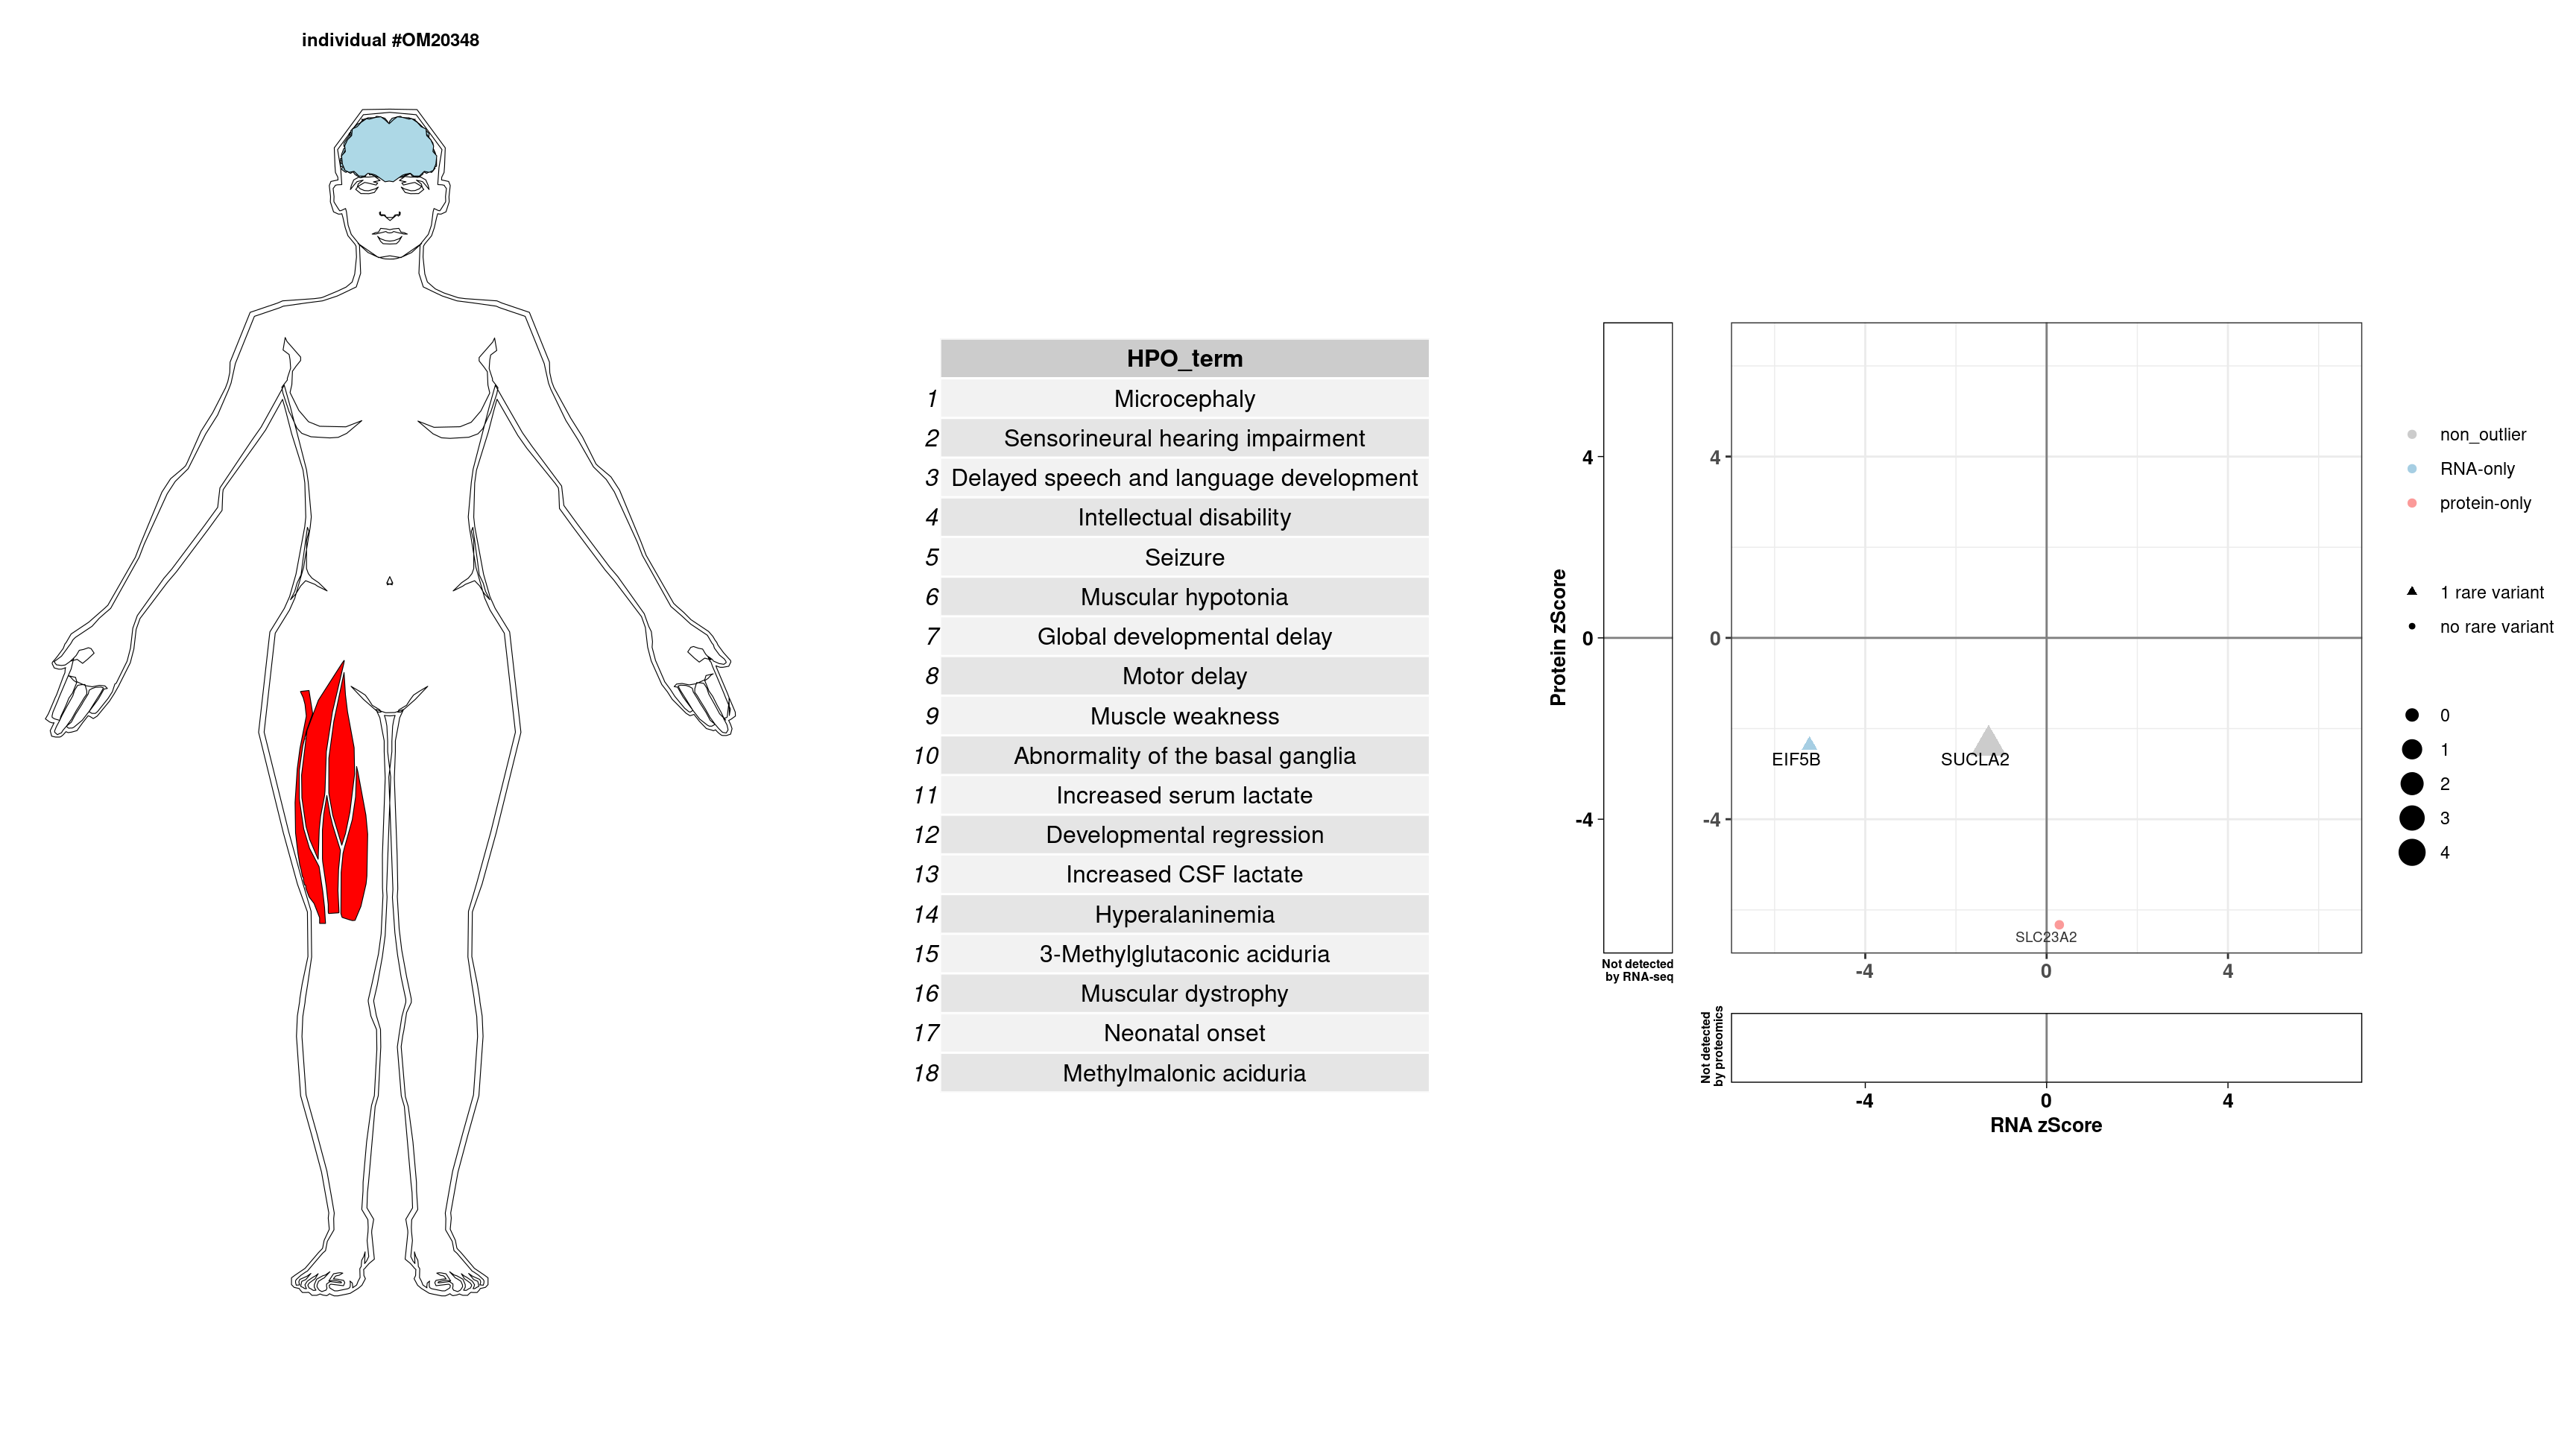 individual #OM20348
HPO_term
1 Microcephaly
2 Sensorineural hearing impairment
3 Delayed speech and language development
4 Intellectual disability
5 Seizure
6 Muscular hypotonia
7 Global developmental delay
8 Motor delay
9 Muscle weakness
10 Abnormality of the basal ganglia
11 Increased serum lactate
12 Developmental regression
13 Increased CSF lactate
14 Hyperalaninemia
15 3-Methylglutaconic aciduria
16 Muscular dystrophy
17 Neonatal onset
18 Methylmalonic aciduria
Protein zScore
4
0
-4
Not detected
by RNA-seq
4
0
-4
EIF5B
SUCLA2
SLC23A2
-4 0 4
Not detected
by proteomics
-4 0 4
RNA zScore
non_outlier
RNA-only
protein-only
1 rare variant
no rare variant
0
1
2
3
4